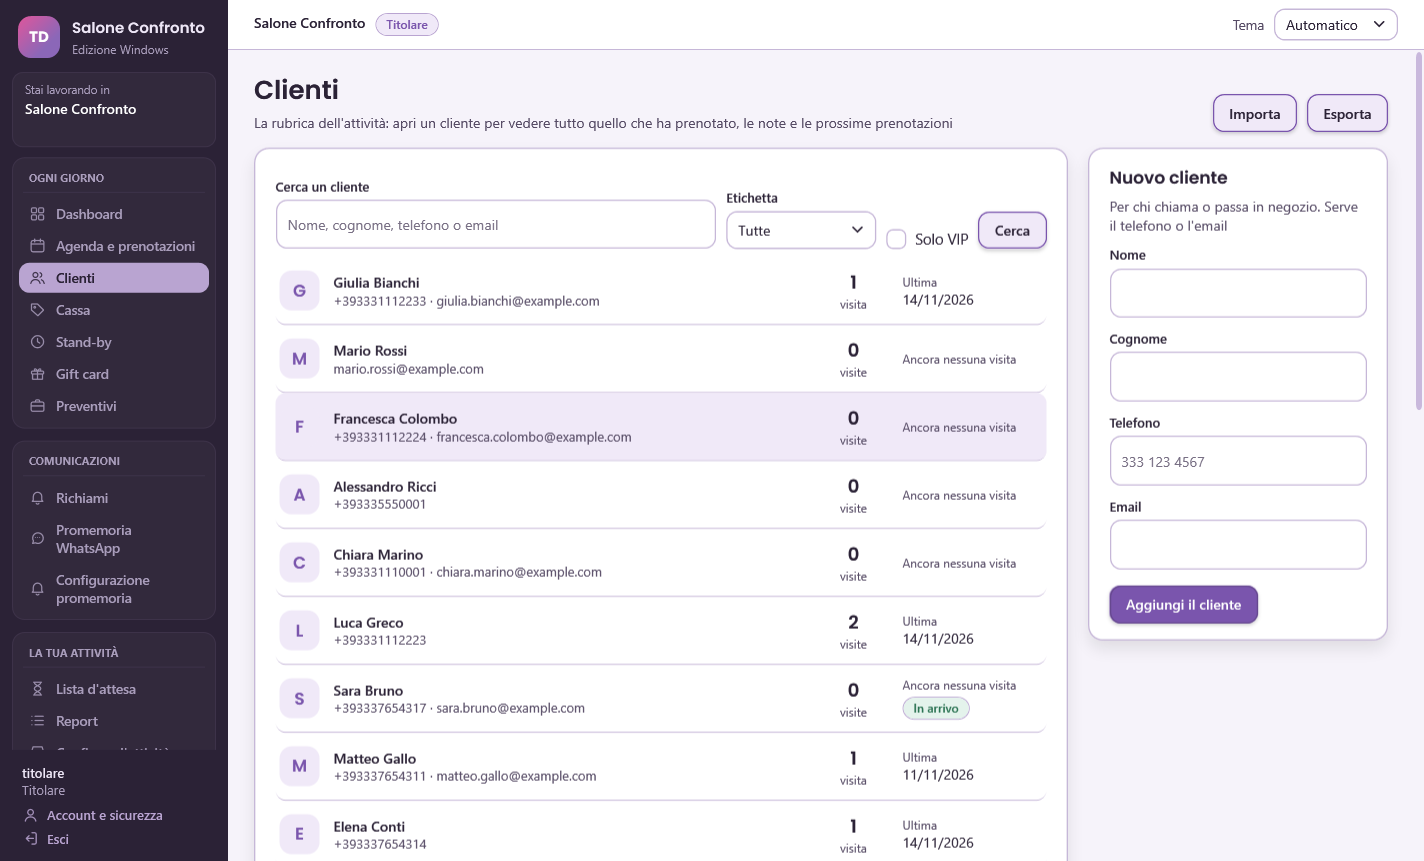 TD
Salone Confronto
Edizione Windows
Stai lavorando in
Salone Confronto
OGNI GIORNO
Dashboard
Agenda e prenotazioni
Clienti
Cassa
Stand-by
Gift card
Preventivi
COMUNICAZIONI
Richiami
Promemoria
WhatsApp
Configurazione
promemoria
LA TUA ATTIVITÀ
Lista d'attesa
Report
titolare
Titolare
Account e sicurezza
Esci
Salone Confronto
Titolare
Tema
Automatico
Clienti
La rubrica dell'attività: apri un cliente per vedere tutto quello che ha prenotato, le note e le prossime prenotazioni
Importa
Esporta
Cerca un cliente
Nome, cognome, telefono o email
Etichetta
Tutte
Solo VIP
Cerca
G
Giulia Bianchi
+393331112233 · giulia.bianchi@example.com
1
visita
Ultima
14/11/2026
M
Mario Rossi
mario.rossi@example.com
0
visite
Ancora nessuna visita
F
Francesca Colombo
+393331112224 · francesca.colombo@example.com
0
visite
Ancora nessuna visita
A
Alessandro Ricci
+393335550001
0
visite
Ancora nessuna visita
C
Chiara Marino
+393331110001 · chiara.marino@example.com
0
visite
Ancora nessuna visita
L
Luca Greco
+393331112223
2
visite
Ultima
14/11/2026
S
Sara Bruno
+393337654317 · sara.bruno@example.com
0
visite
Ancora nessuna visita
In arrivo
M
Matteo Gallo
+393337654311 · matteo.gallo@example.com
1
visita
Ultima
11/11/2026
E
Elena Conti
+393337654314
1
visita
Ultima
14/11/2026
Nuovo cliente
Per chi chiama o passa in negozio. Serve
il telefono o l'email
Nome
Cognome
Telefono
333 123 4567
Email
Aggiungi il cliente